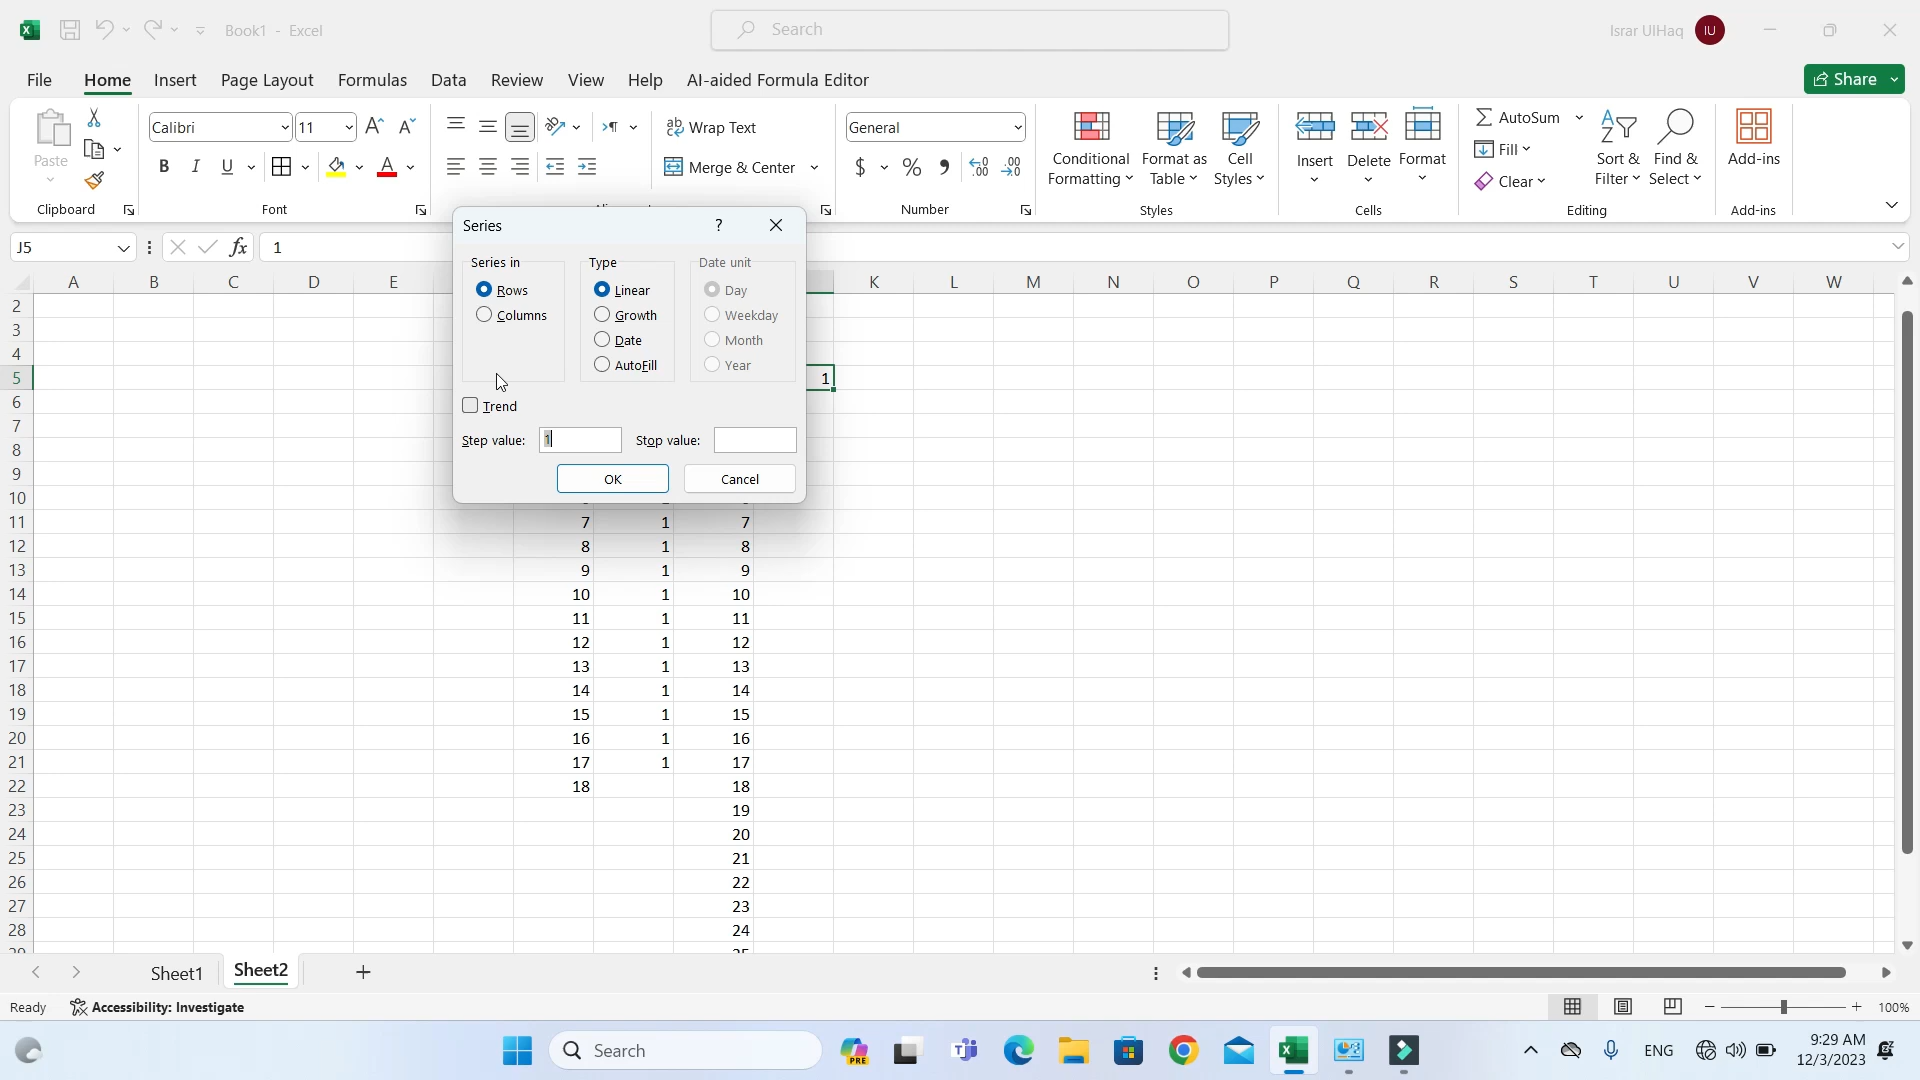 Book1 - Excel
Search
Israr UlHaq IU
File Home Insert Page Layout Formulas Data Review View Help AI-aided Formula Editor
Share
Paste
Clipboard
Calibri 11
B I U
Font
Wrap Text
Merge & Center
General
Number
Conditional Formatting
Format as Table
Cell Styles
Styles
Insert Delete Format
Cells
AutoSum
Fill
Clear
Sort & Filter
Find & Select
Editing
Add-ins
Add-ins
J5 fx 1
Series ?
Series in Type Date unit
Rows Linear Day
Columns Growth Weekday
Date Month
AutoFill Year
Trend
Step value: 1 Stop value:
OK Cancel
A B C D E K L M N O P Q R S T U V W
2
3
4
5 1
6
7
8
9
10
11 7 1 7
12 8 1 8
13 9 1 9
14 10 1 10
15 11 1 11
16 12 1 12
17 13 1 13
18 14 1 14
19 15 1 15
20 16 1 16
21 17 1 17
22 18 18
23 19
24 20
25 21
26 22
27 23
28 24
29 25
Sheet1 Sheet2
Ready Accessibility: Investigate 100%
Search PRE ENG 9:29 AM
12/3/2023